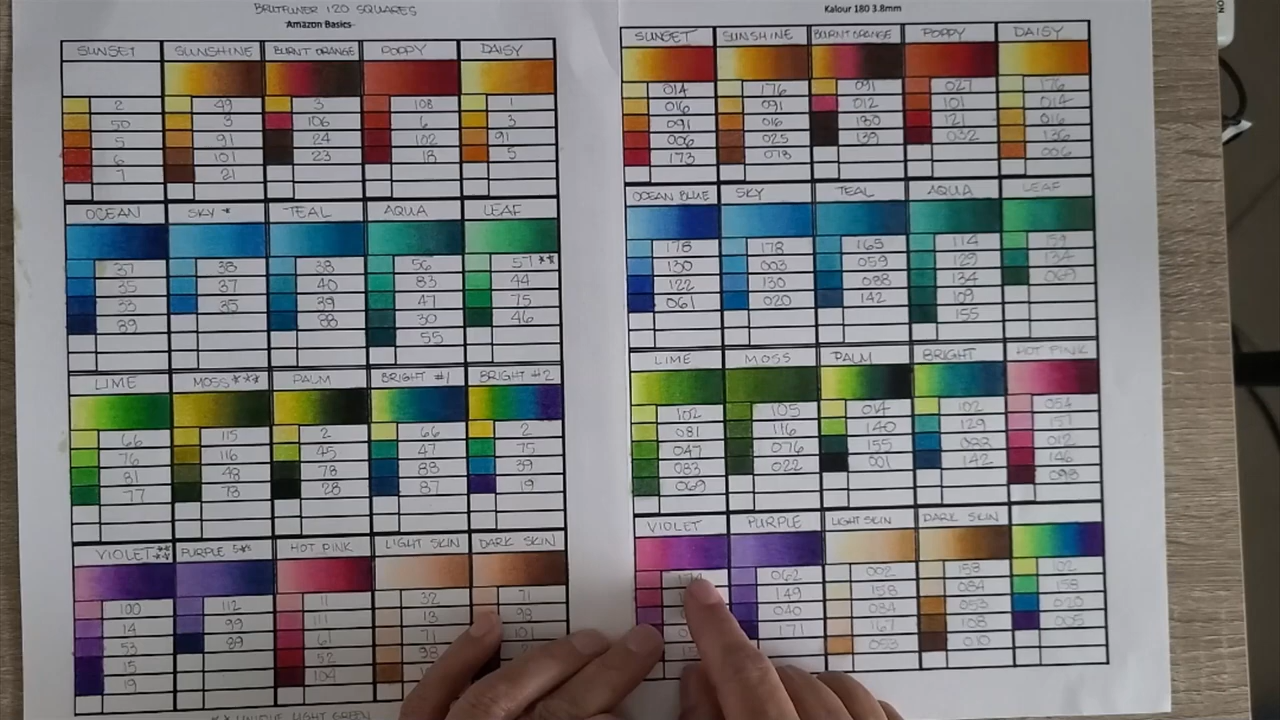 BRUTFUNER 120 SQUARES
Amazon Basics
SUNSET SUNSHINE BURNT ORANGE POPPY DAISY
2 49 3 108 1
50 3 106 6 3
5 91 24 102 91
6 101 23 18 5
7 21
OCEAN SKY * TEAL AQUA LEAF
37 38 38 56 57 **
35 37 40 83 44
33 35 39 47 75
89 88 30 46
55
LIME MOSS *** PALM BRIGHT #1 BRIGHT #2
66 115 2 66 2
76 116 45 47 75
81 48 78 88 39
77 73 28 87 19
VIOLET ** ** PURPLE 5** HOT PINK LIGHT SKIN DARK SKIN
100 112 11 32 71
14 99 111 13 98
53 89 61 71 101
15 52 98
19 104
UNIQUE LIGHT GREEN
Kalour 180 3.8mm
SUNSET SUNSHINE BURNT ORANGE POPPY DAISY
014 176 091 027 176
016 091 012 101 014
091 016 180 121 016
006 025 139 032 136
173 078 006
OCEAN BLUE SKY TEAL AQUA LEAF
178 178 165 114 159
130 003 059 129 134
122 130 088 134 069
061 020 142 109
155
LIME MOSS PALM BRIGHT HOT PINK
102 105 014 102 054
081 116 140 129 157
047 076 155 088 012
083 022 001 142 146
069 098
VIOLET PURPLE LIGHT SKIN DARK SKIN
174 062 002 158 102
149 158 084 158
040 084 053 020
171 167 108 005
053 010